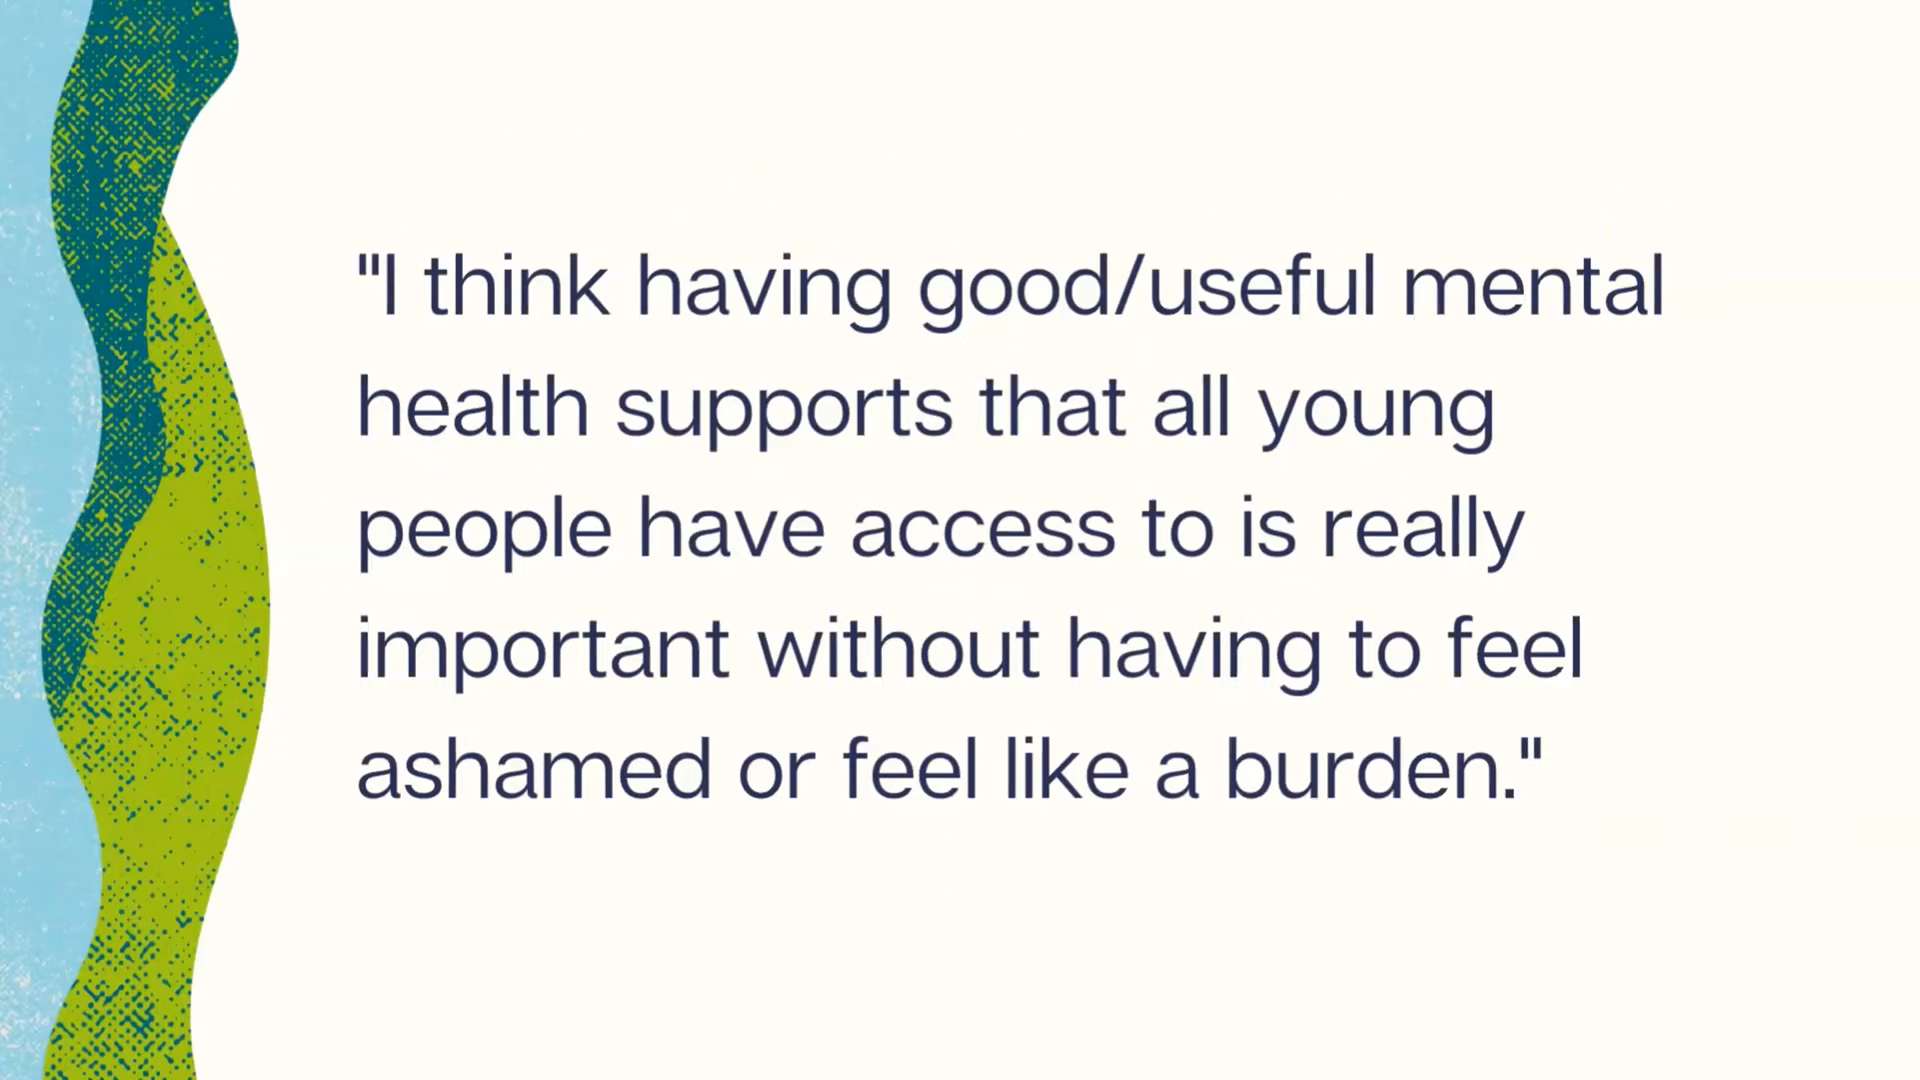 "I think having good/useful mental
health supports that all young
people have access to is really
important without having to feel
ashamed or feel like a burden."